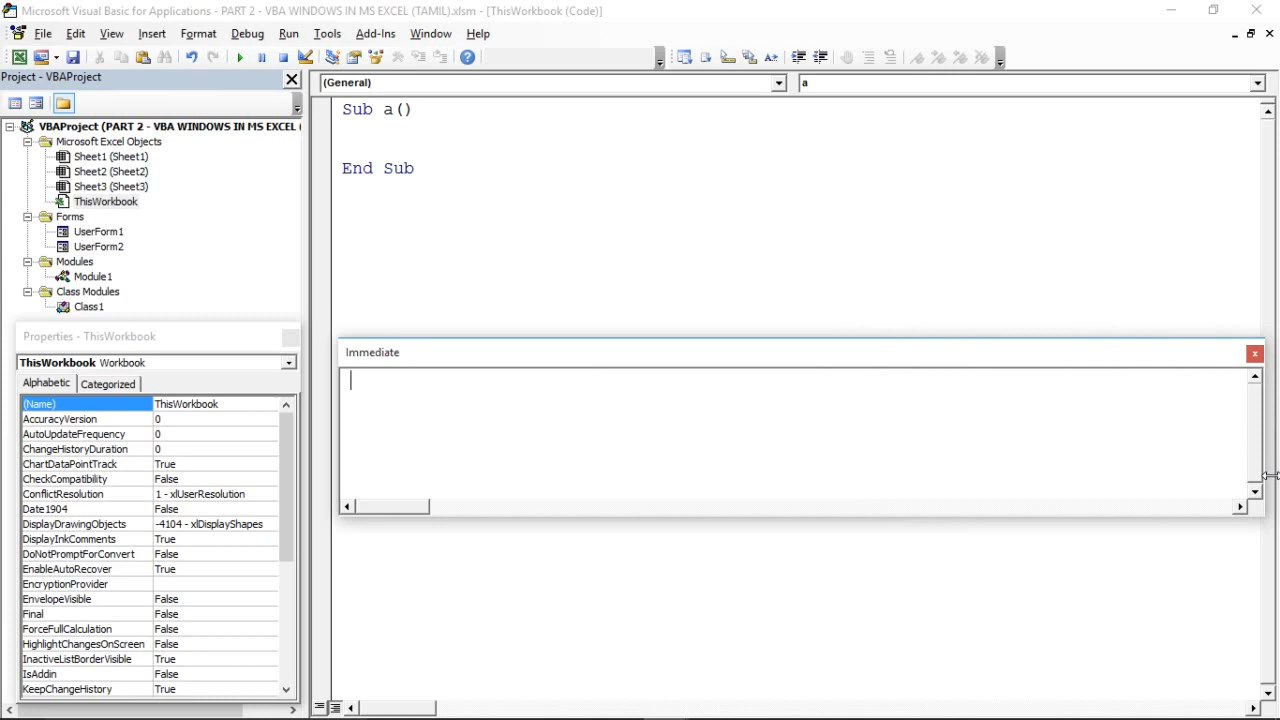 Microsoft Visual Basic for Applications - PART 2 - VBA WINDOWS IN MS EXCEL (TAMIL).xlsm - [ThisWorkbook (Code)]
File Edit View Insert Format Debug Run Tools Add-Ins Window Help
Project - VBAProject
(General)
a
VBAProject (PART 2 - VBA WINDOWS IN MS EXCEL (
Microsoft Excel Objects
Sheet1 (Sheet1)
Sheet2 (Sheet2)
Sheet3 (Sheet3)
ThisWorkbook
Forms
UserForm1
UserForm2
Modules
Module1
Class Modules
Class1
Sub a()
End Sub
Properties - ThisWorkbook
ThisWorkbook Workbook
Alphabetic Categorized
(Name) ThisWorkbook
AccuracyVersion 0
AutoUpdateFrequency 0
ChangeHistoryDuration 0
ChartDataPointTrack True
CheckCompatibility False
ConflictResolution 1 - xlUserResolution
Date1904 False
DisplayDrawingObjects -4104 - xlDisplayShapes
DisplayInkComments True
DoNotPromptForConvert False
EnableAutoRecover True
EncryptionProvider
EnvelopeVisible False
Final False
ForceFullCalculation False
HighlightChangesOnScreen False
InactiveListBorderVisible True
IsAddin False
KeepChangeHistory True
Immediate